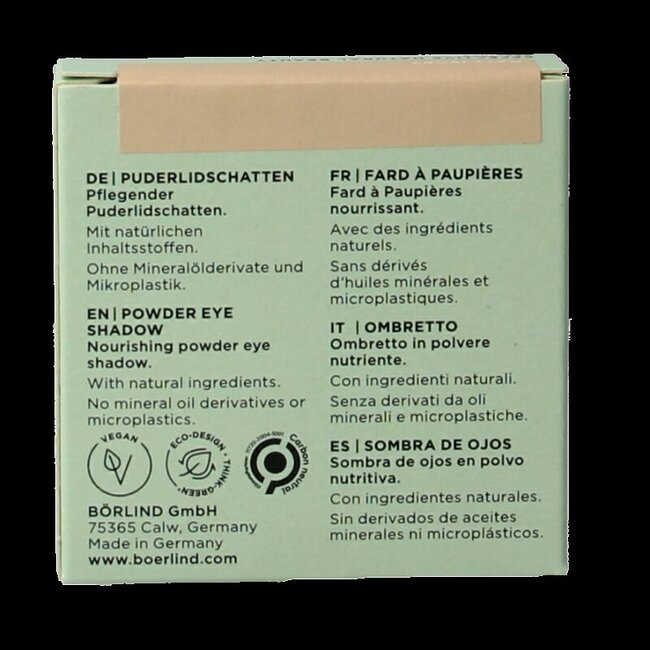 DE | PUDERLIDSCHATTEN
Pflegender
Puderlidschatten.
Mit natürlichen
Inhaltsstoffen.
Ohne Mineralölderivate und
Mikroplastik.
EN | POWDER EYE
SHADOW
Nourishing powder eye
shadow.
With natural ingredients.
No mineral oil derivatives or
microplastics.
VEGAN
ECO-DESIGN • THINK-GREEN •
Carbon neutral
BÖRLIND GmbH
75365 Calw, Germany
Made in Germany
www.boerlind.com
FR | FARD À PAUPIÈRES
Fard à Paupières
nourrissant.
Avec des ingrédients
naturels.
Sans dérivés
d'huiles minérales et
microplastiques.
IT | OMBRETTO
Ombretto in polvere
nutriente.
Con ingredienti naturali.
Senza derivati da oli
minerali e microplastiche.
ES | SOMBRA DE OJOS
Sombra de ojos en polvo
nutritiva.
Con ingredientes naturales.
Sin derivados de aceites
minerales ni microplásticos.